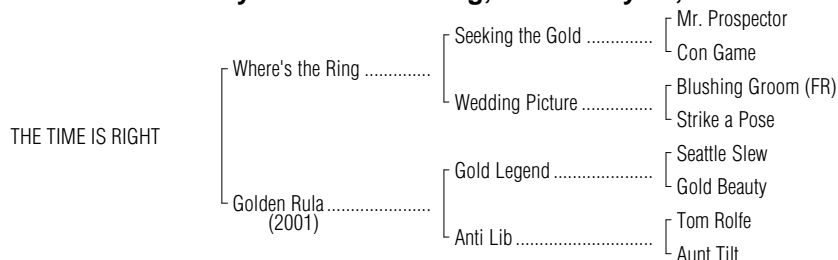 Mr. Prospector
Seeking the Gold ..............
Con Game
Where's the Ring ..............
Blushing Groom (FR)
Wedding Picture ...............
Strike a Pose
THE TIME IS RIGHT
Seattle Slew
Gold Legend .....................
Gold Beauty
Golden Rula ......................
(2001)
Tom Rolfe
Anti Lib .............................
Aunt Tilt